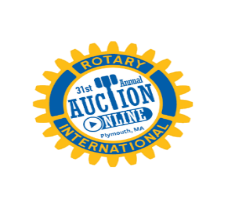 ROTARY
31st Annual
AUCTION
ONLINE
Plymouth, MA
INTERNATIONAL